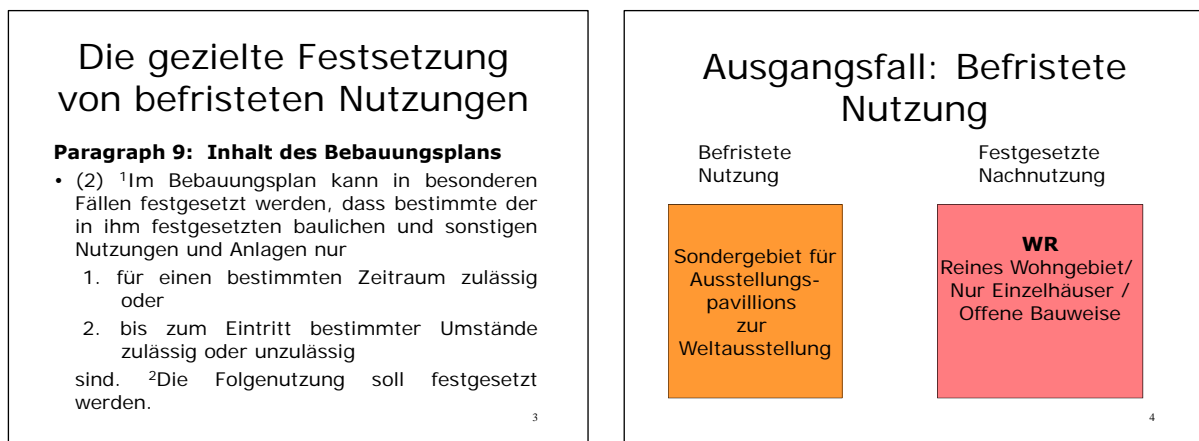 Die gezielte Festsetzung
von befristeten Nutzungen
Paragraph 9: Inhalt des Bebauungsplans
• (2) ¹Im Bebauungsplan kann in besonderen
Fällen festgesetzt werden, dass bestimmte der
in ihm festgesetzten baulichen und sonstigen
Nutzungen und Anlagen nur
1. für einen bestimmten Zeitraum zulässig
oder
2. bis zum Eintritt bestimmter Umstände
zulässig oder unzulässig
sind. ²Die Folgenutzung soll festgesetzt
werden.
3
Ausgangsfall: Befristete
Nutzung
Befristete
Nutzung
Sondergebiet für
Ausstellungs-
pavillions
zur
Weltausstellung
Festgesetzte
Nachnutzung
WR
Reines Wohngebiet/
Nur Einzelhäuser /
Offene Bauweise
4